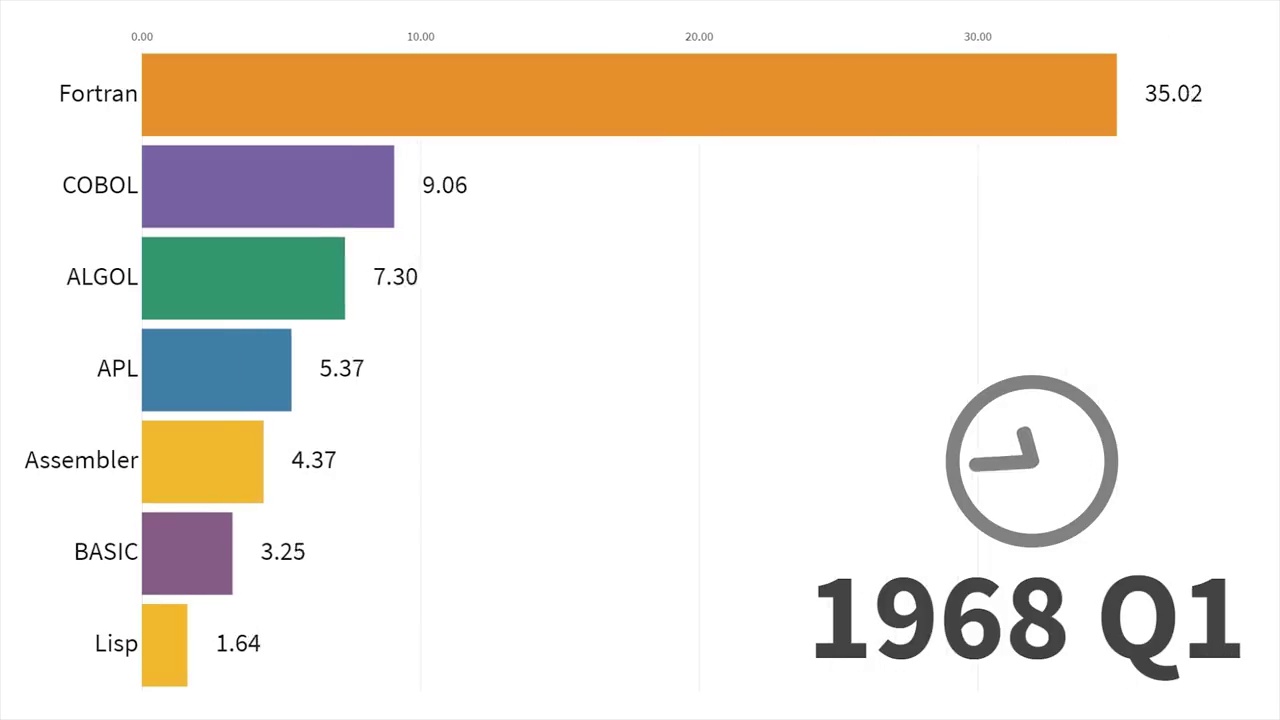 0.00 10.00 20.00 30.00
Fortran 35.02
COBOL 9.06
ALGOL 7.30
APL 5.37
Assembler 4.37
BASIC 3.25
Lisp 1.64
1968 Q1